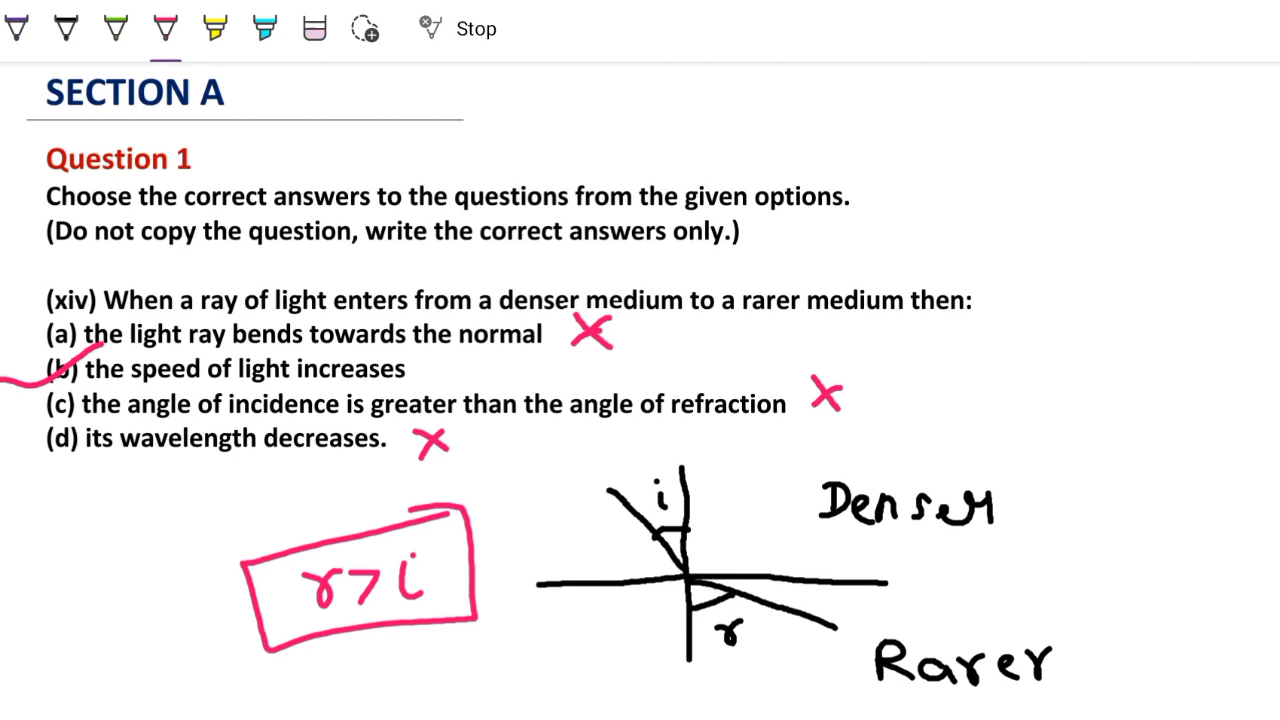 Stop
SECTION A
Question 1
Choose the correct answers to the questions from the given options.
(Do not copy the question, write the correct answers only.)
(xiv) When a ray of light enters from a denser medium to a rarer medium then:
(a) the light ray bends towards the normal
(b) the speed of light increases
(c) the angle of incidence is greater than the angle of refraction
(d) its wavelength decreases.
i
Denser
r > i
r
Rarer